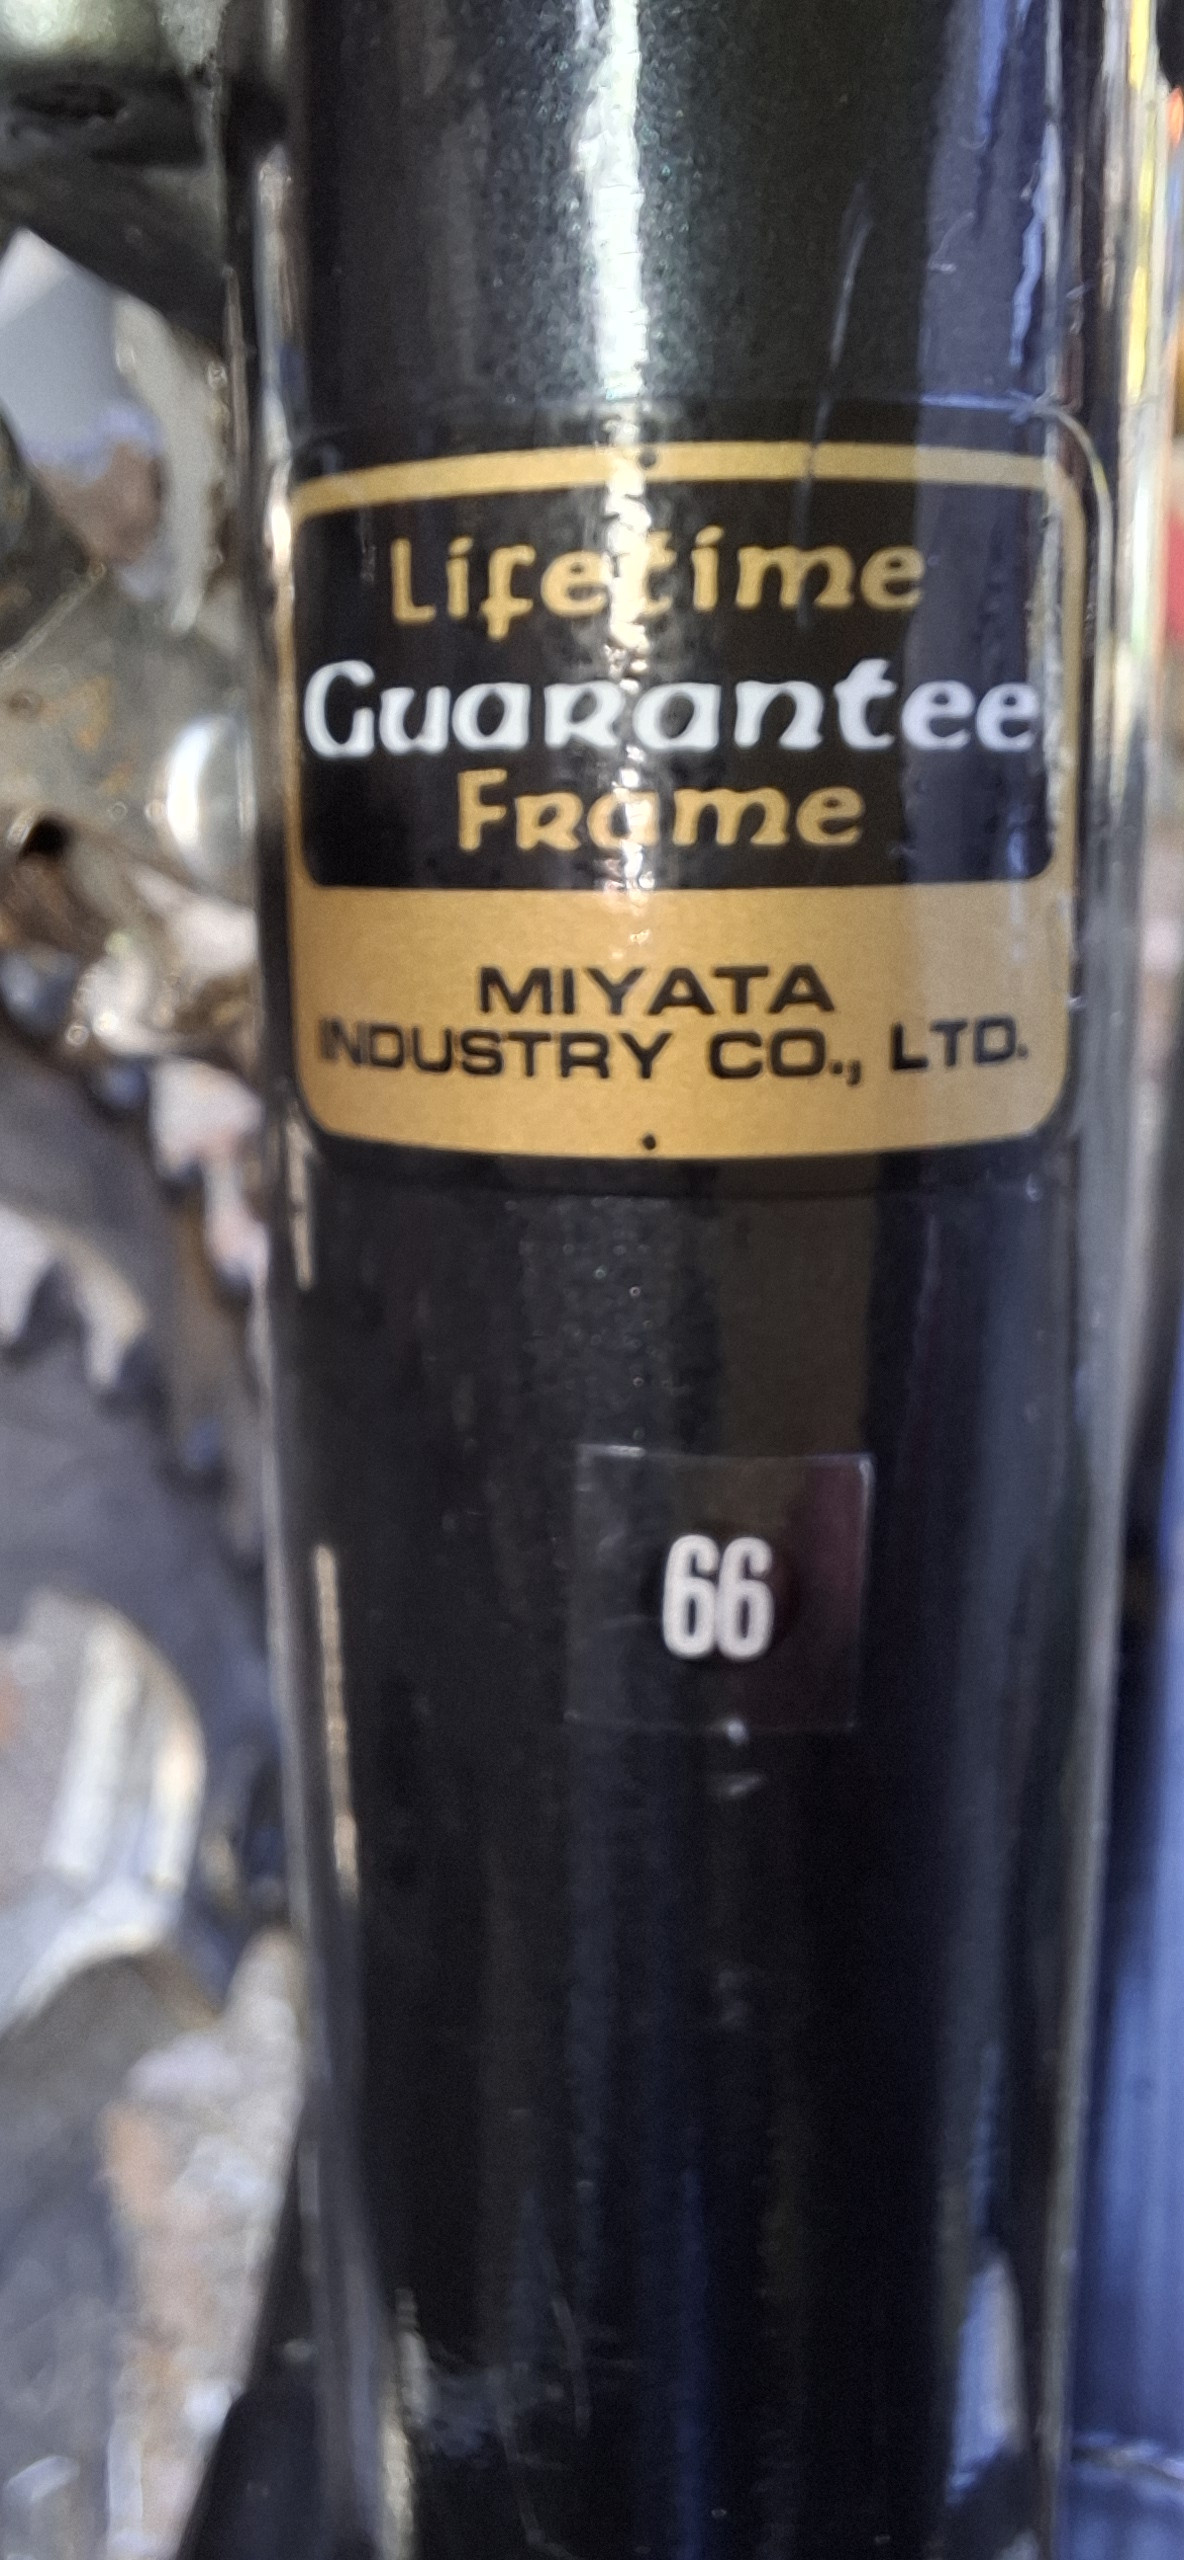 Lifetime
Guarantee
Frame
MIYATA
INDUSTRY CO., LTD.
66